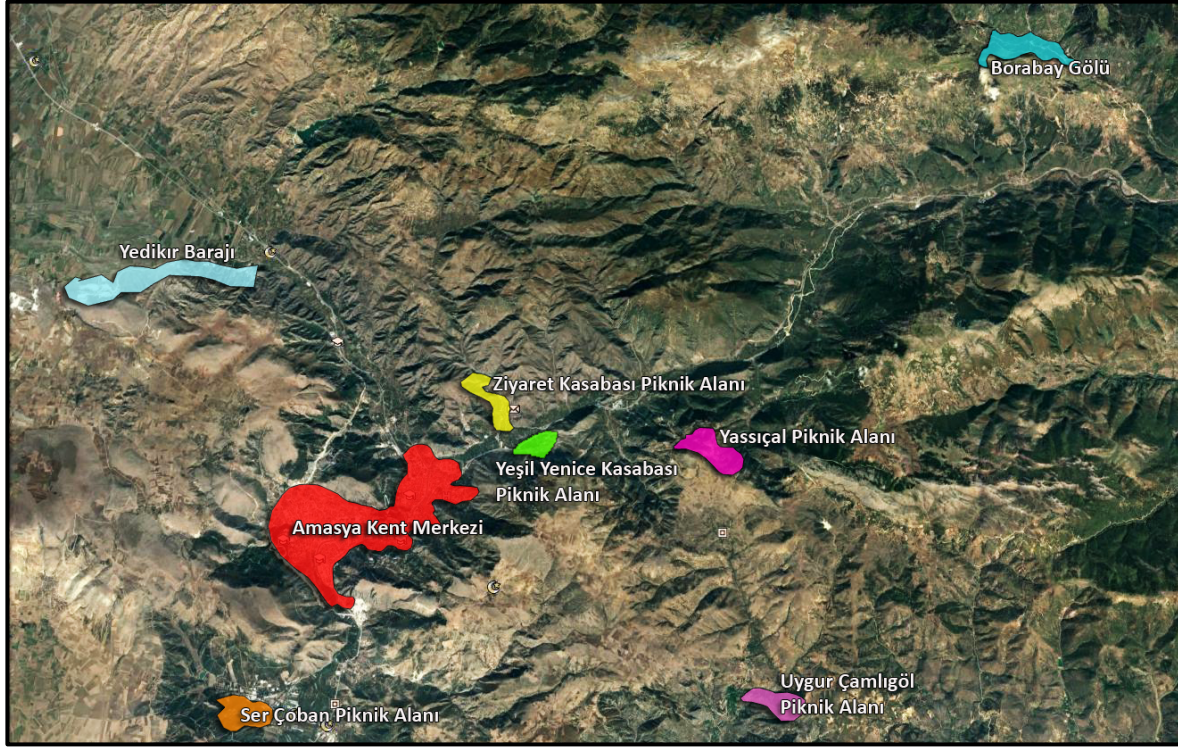 Borabay Gölü
Yedikır Barajı
Ziyaret Kasabası Piknik Alanı
Yassıçal Piknik Alanı
Yeşil Yenice Kasabası
Piknik Alanı
Amasya Kent Merkezi
Uygur Çamlıgöl
Piknik Alanı
Ser Çoban Piknik Alanı